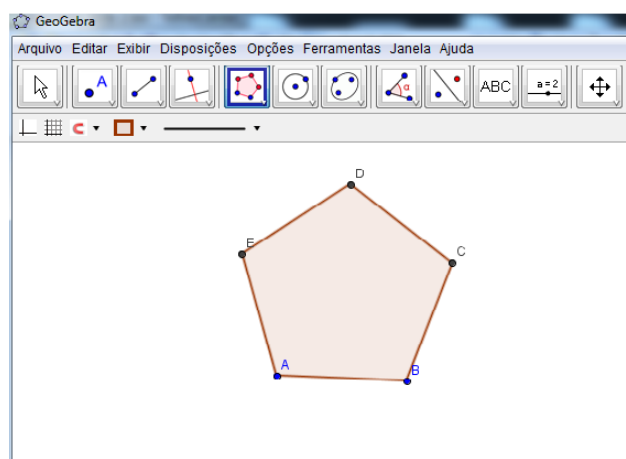 GeoGebra
Arquivo Editar Exibir Disposições Opções Ferramentas Janela Ajuda
A α ABC a=2
D
E
C
A
B